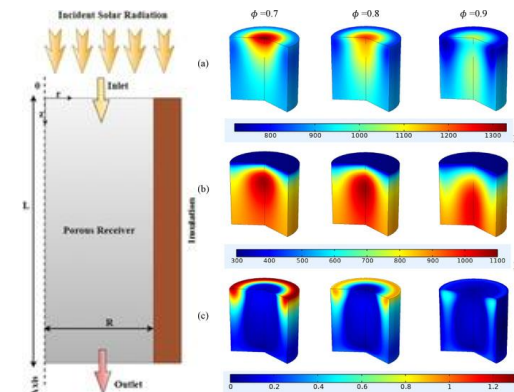 Incident Solar Radiation
0
r
Inlet
z
L
Porous Receiver
Insulation
R
Axis
Outlet
ϕ=0.7
ϕ=0.8
ϕ=0.9
(a)
800 900 1000 1100 1200 1300
(b)
300 400 500 600 700 800 900 1000 1100
(c)
0 0.2 0.4 0.6 0.8 1 1.2